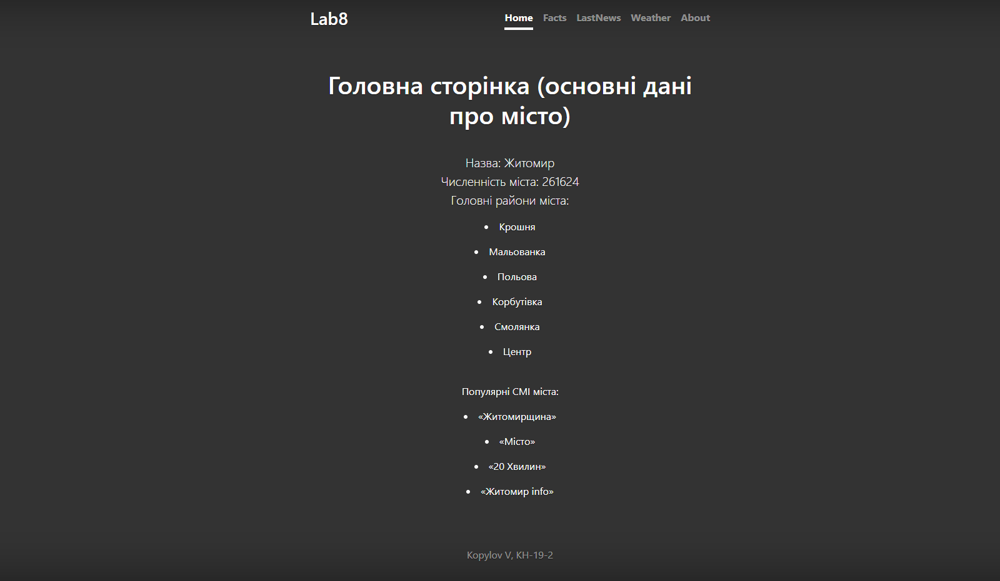 Lab8
Home Facts LastNews Weather About
Головна сторінка (основні дані
про місто)
Назва: Житомир
Численність міста: 261624
Головні райони міста:
• Крошня
• Мальованка
• Польова
• Корбутівка
• Смолянка
• Центр
Популярні СМІ міста:
• «Житомирщина»
• «Місто»
• «20 Хвилин»
• «Житомир info»
Kopylov V, КН-19-2